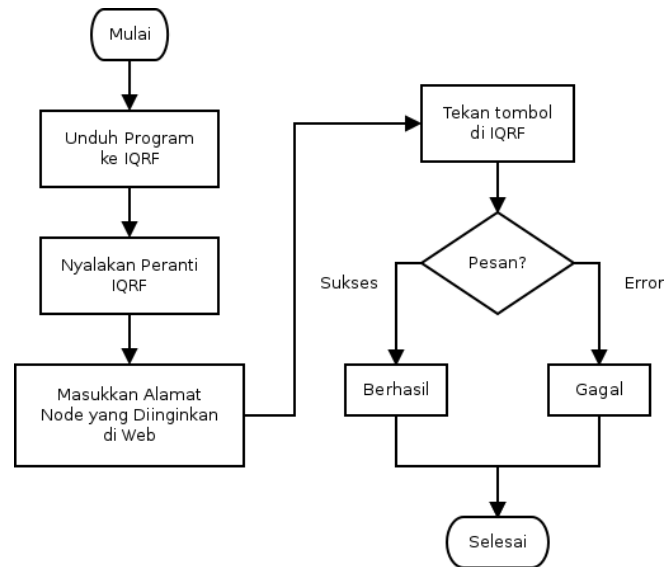 Mulai
Unduh Program
ke IQRF
Nyalakan Peranti
IQRF
Masukkan Alamat
Node yang Diinginkan
di Web
Tekan tombol
di IQRF
Pesan?
Sukses
Error
Berhasil
Gagal
Selesai